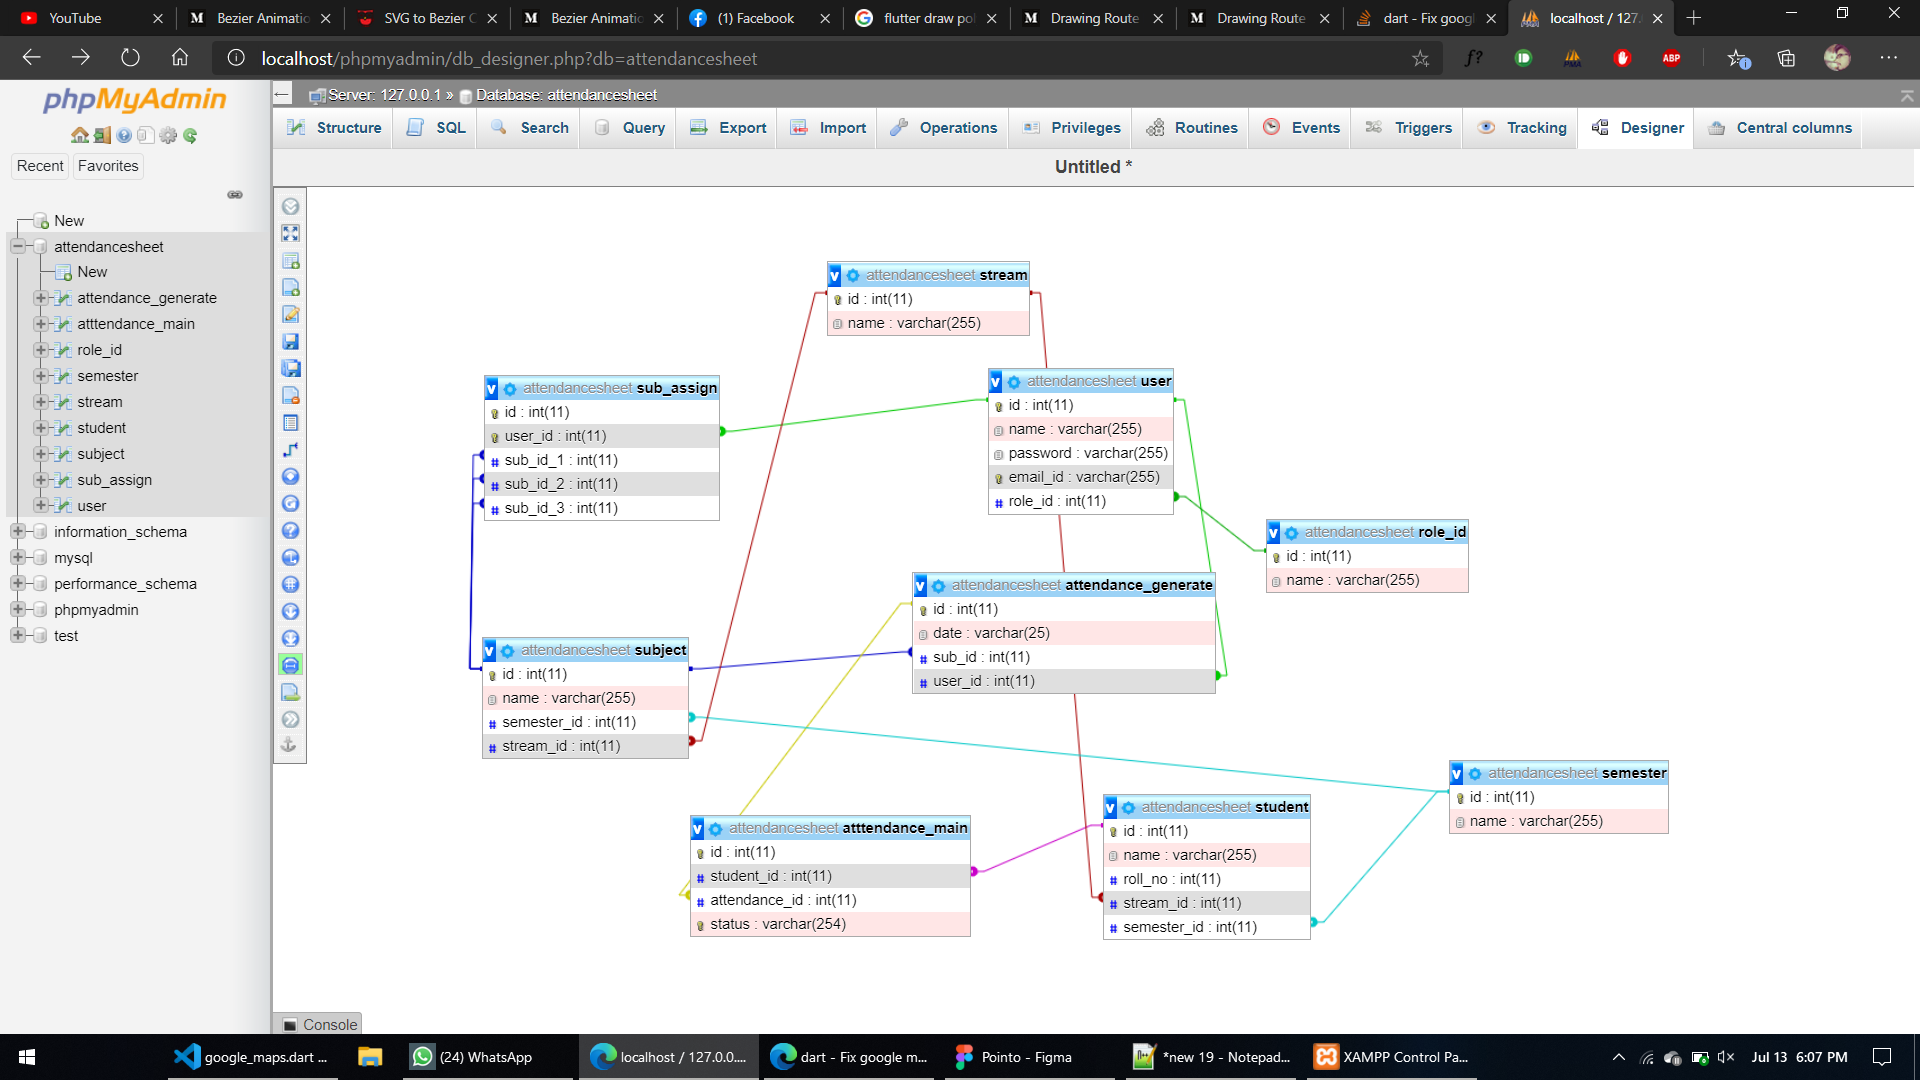 YouTube
Bezier Animatio
SVG to Bezier C
Bezier Animatio
(1) Facebook
flutter draw pol
Drawing Route
Drawing Route
dart - Fix googl
localhost / 127.
localhost/phpmyadmin/db_designer.php?db=attendancesheet
f?
PMA
ABP
phpMyAdmin
Recent
Favorites
New
attendancesheet
New
attendance_generate
atttendance_main
role_id
semester
stream
student
subject
sub_assign
user
information_schema
mysql
performance_schema
phpmyadmin
test
Server: 127.0.0.1 » Database: attendancesheet
Structure
SQL
Search
Query
Export
Import
Operations
Privileges
Routines
Events
Triggers
Tracking
Designer
Central columns
Untitled *
v attendancesheet stream
id : int(11)
name : varchar(255)
v attendancesheet sub_assign
id : int(11)
user_id : int(11)
# sub_id_1 : int(11)
# sub_id_2 : int(11)
# sub_id_3 : int(11)
v attendancesheet user
id : int(11)
name : varchar(255)
password : varchar(255)
email_id : varchar(255)
# role_id : int(11)
v attendancesheet role_id
id : int(11)
name : varchar(255)
v attendancesheet attendance_generate
id : int(11)
date : varchar(25)
# sub_id : int(11)
# user_id : int(11)
v attendancesheet subject
id : int(11)
name : varchar(255)
# semester_id : int(11)
# stream_id : int(11)
v attendancesheet semester
id : int(11)
name : varchar(255)
v attendancesheet atttendance_main
id : int(11)
# student_id : int(11)
# attendance_id : int(11)
status : varchar(254)
v attendancesheet student
id : int(11)
name : varchar(255)
# roll_no : int(11)
# stream_id : int(11)
# semester_id : int(11)
Console
google_maps.dart ...
(24) WhatsApp
localhost / 127.0.0....
dart - Fix google m...
Pointo - Figma
*new 19 - Notepad...
XAMPP Control Pa...
Jul 13 6:07 PM